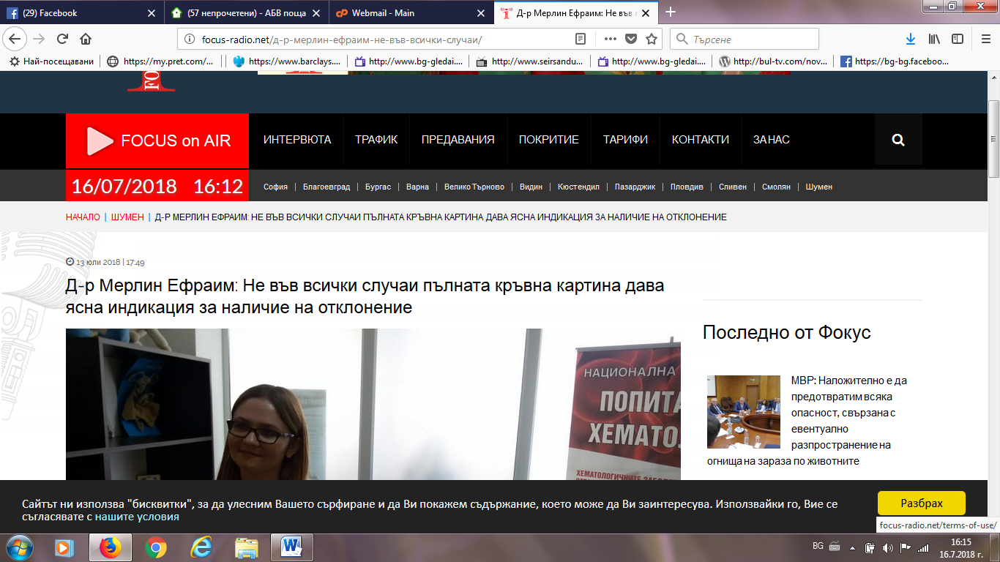 (29) Facebook
(57 непрочетени) - АБВ поща
Webmail - Main
Д-р Мерлин Ефраим: Не във
focus-radio.net/д-р-мерлин-ефраим-не-във-всички-случаи/
Търсене
Най-посещавани
https://my.pret.com/...
https://www.barclays....
http://www.bg-gledai....
http://www.seirsandu...
http://www.bg-gledai....
http://bul-tv.com/nov...
https://bg-bg.faceboo...
FOCUS on AIR
ИНТЕРВЮТА ТРАФИК ПРЕДАВАНИЯ ПОКРИТИЕ ТАРИФИ КОНТАКТИ ЗА НАС
16/07/2018 16:12
София | Благоевград | Бургас | Варна | Велико Търново | Видин | Кюстендил | Пазарджик | Пловдив | Сливен | Смолян | Шумен
НАЧАЛО | ШУМЕН | Д-Р МЕРЛИН ЕФРАИМ: НЕ ВЪВ ВСИЧКИ СЛУЧАИ ПЪЛНАТА КРЪВНА КАРТИНА ДАВА ЯСНА ИНДИКАЦИЯ ЗА НАЛИЧИЕ НА ОТКЛОНЕНИЕ
13 юли 2018 | 17:49
Д-р Мерлин Ефраим: Не във всички случаи пълната кръвна картина дава
ясна индикация за наличие на отклонение
НАЦИОНАЛНА
ПОПИТА
ХЕМАТО
Последно от Фокус
МВР: Наложително е да
предотвратим всяка
опасност, свързана с
евентуално
разпространение на
огнища на зараза по животните
Сайтът ни използва "бисквитки", за да улесним Вашето сърфиране и да Ви покажем съдържание, което може да Ви заинтересува. Използвайки го, Вие се
съгласявате с нашите условия
Разбрах
focus-radio.net/terms-of-use/
BG
16:15
16.7.2018 г.